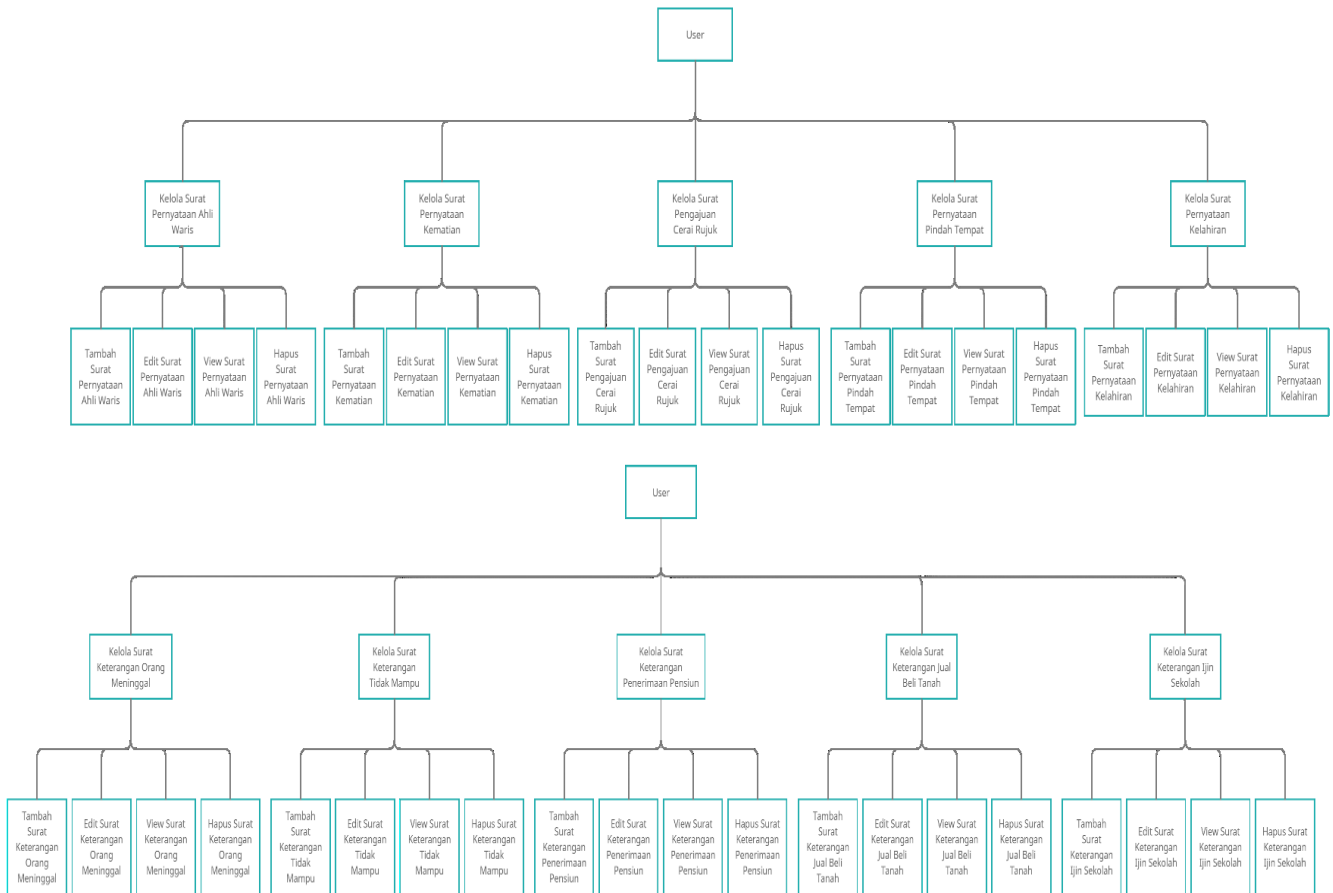 User
Kelola Surat
Pernyataan Ahli
Waris
Kelola Surat
Pernyataan
Kematian
Kelola Surat
Pengajuan
Cerai Rujuk
Kelola Surat
Pernyataan
Pindah Tempat
Kelola Surat
Pernyataan
Kelahiran
Tambah
Surat
Pernyataan
Ahli Waris
Edit Surat
Pernyataan
Ahli Waris
View Surat
Pernyataan
Ahli Waris
Hapus
Surat
Pernyataan
Ahli Waris
Tambah
Surat
Pernyataan
Kematian
Edit Surat
Pernyataan
Kematian
View Surat
Pernyataan
Kematian
Hapus
Surat
Pernyataan
Kematian
Tambah
Surat
Pengajuan
Cerai
Rujuk
Edit Surat
Pengajuan
Cerai
Rujuk
View Surat
Pengajuan
Cerai
Rujuk
Hapus
Surat
Pengajuan
Cerai
Rujuk
Tambah
Surat
Pernyataan
Pindah
Tempat
Edit Surat
Pernyataan
Pindah
Tempat
View Surat
Pernyataan
Pindah
Tempat
Hapus
Surat
Pernyataan
Pindah
Tempat
Tambah
Surat
Pernyataan
Kelahiran
Edit Surat
Pernyataan
Kelahiran
View Surat
Pernyataan
Kelahiran
Hapus
Surat
Pernyataan
Kelahiran
User
Kelola Surat
Keterangan Orang
Meninggal
Kelola Surat
Keterangan
Tidak Mampu
Kelola Surat
Keterangan
Penerimaan Pensiun
Kelola Surat
Keterangan Jual
Beli Tanah
Kelola Surat
Keterangan Ijin
Sekolah
Tambah
Surat
Keterangan
Orang
Meninggal
Edit Surat
Keterangan
Orang
Meninggal
View Surat
Keterangan
Orang
Meninggal
Hapus Surat
Keterangan
Orang
Meninggal
Tambah
Surat
Keterangan
Tidak
Mampu
Edit Surat
Keterangan
Tidak
Mampu
View Surat
Keterangan
Tidak
Mampu
Hapus Surat
Keterangan
Tidak
Mampu
Tambah
Surat
Keterangan
Penerimaan
Pensiun
Edit Surat
Keterangan
Penerimaan
Pensiun
View Surat
Keterangan
Penerimaan
Pensiun
Hapus Surat
Keterangan
Penerimaan
Pensiun
Tambah
Surat
Keterangan
Jual Beli
Tanah
Edit Surat
Keterangan
Jual Beli
Tanah
View Surat
Keterangan
Jual Beli
Tanah
Hapus Surat
Keterangan
Jual Beli
Tanah
Tambah
Surat
Keterangan
Ijin Sekolah
Edit Surat
Keterangan
Ijin Sekolah
View Surat
Keterangan
Ijin Sekolah
Hapus Surat
Keterangan
Ijin Sekolah